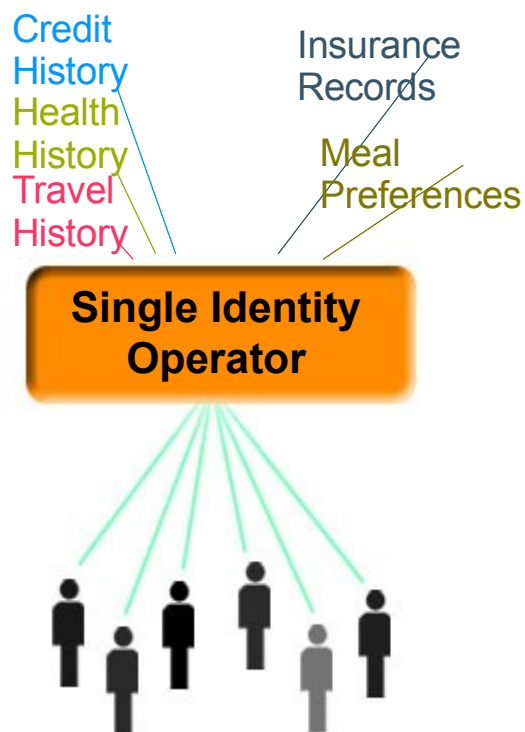 Credit
History
Health
History
Travel
History
Insurance
Records
Meal
Preferences
Single Identity
Operator